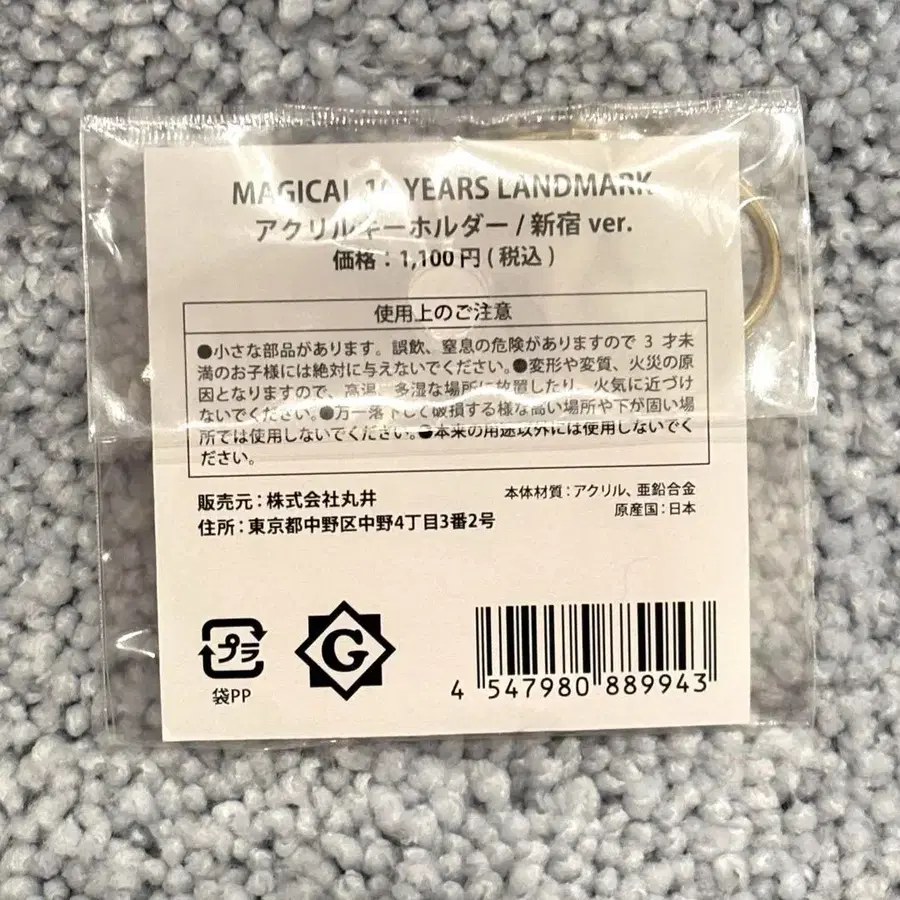 MAGICAL 10 YEARS LANDMARK
アクリルキーホルダー / 新宿 ver.
価格：1,100 円 ( 税込 )
使用上のご注意
●小さな部品があります。誤飲、窒息の危険がありますので 3 才未
満のお子様には絶対に与えないでください。●変形や変質、火災の原
因となりますので、高温、多湿な場所に放置したり、火気に近づけ
ないでください。●万一落下して破損する様な高い場所や下が固い場
所では使用しないでください。●本来の用途以外には使用しないでく
ださい。
販売元：株式会社丸井
住所：東京都中野区中野4丁目3番2号
本体材質：アクリル、亜鉛合金
原産国：日本
プラ
袋PP
G
4 547980 889943